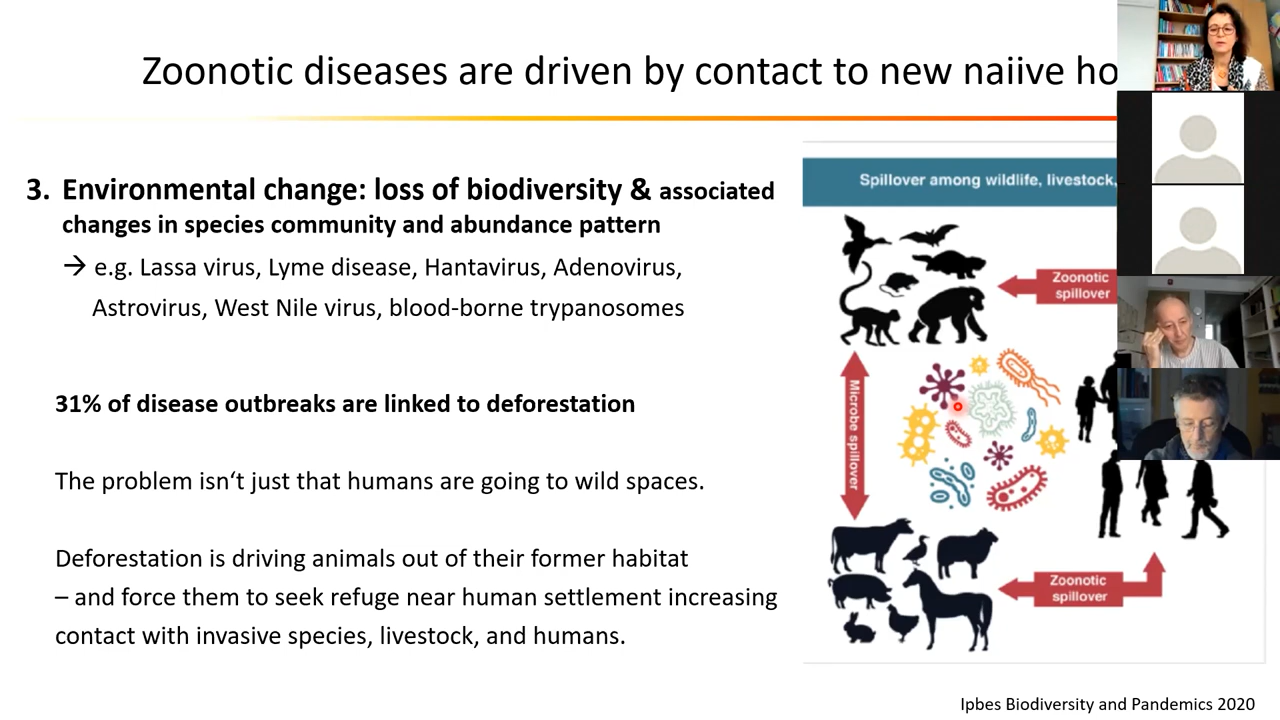 Zoonotic diseases are driven by contact to new naiive ho
3. Environmental change: loss of biodiversity & associated
changes in species community and abundance pattern
→ e.g. Lassa virus, Lyme disease, Hantavirus, Adenovirus,
Astrovirus, West Nile virus, blood-borne trypanosomes
31% of disease outbreaks are linked to deforestation
The problem isn‘t just that humans are going to wild spaces.
Deforestation is driving animals out of their former habitat
– and force them to seek refuge near human settlement increasing
contact with invasive species, livestock, and humans.
Spillover among wildlife, livestock,
Zoonotic
spillover
Microbe spillover
Zoonotic
spillover
Ipbes Biodiversity and Pandemics 2020